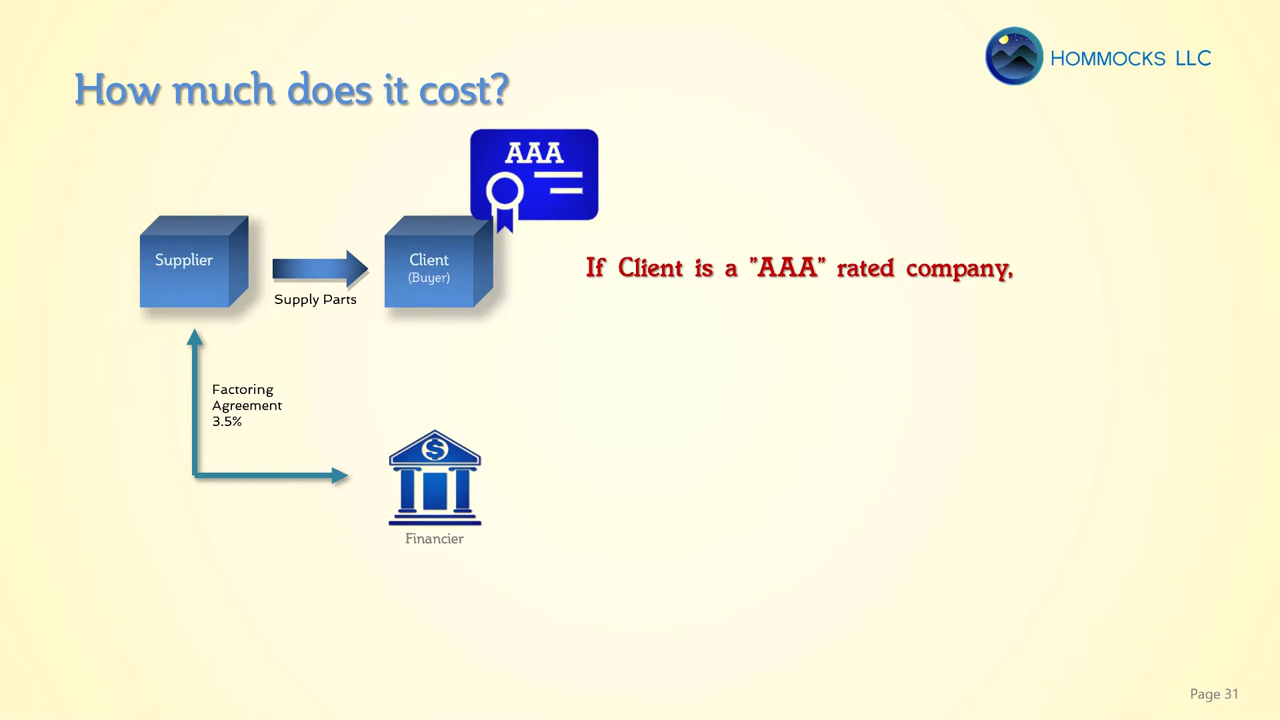 HOMMOCKS LLC
How much does it cost?
AAA
Supplier
Client
(Buyer)
If Client is a "AAA" rated company,
Supply Parts
Factoring
Agreement
3.5%
$
Financier
Page 31